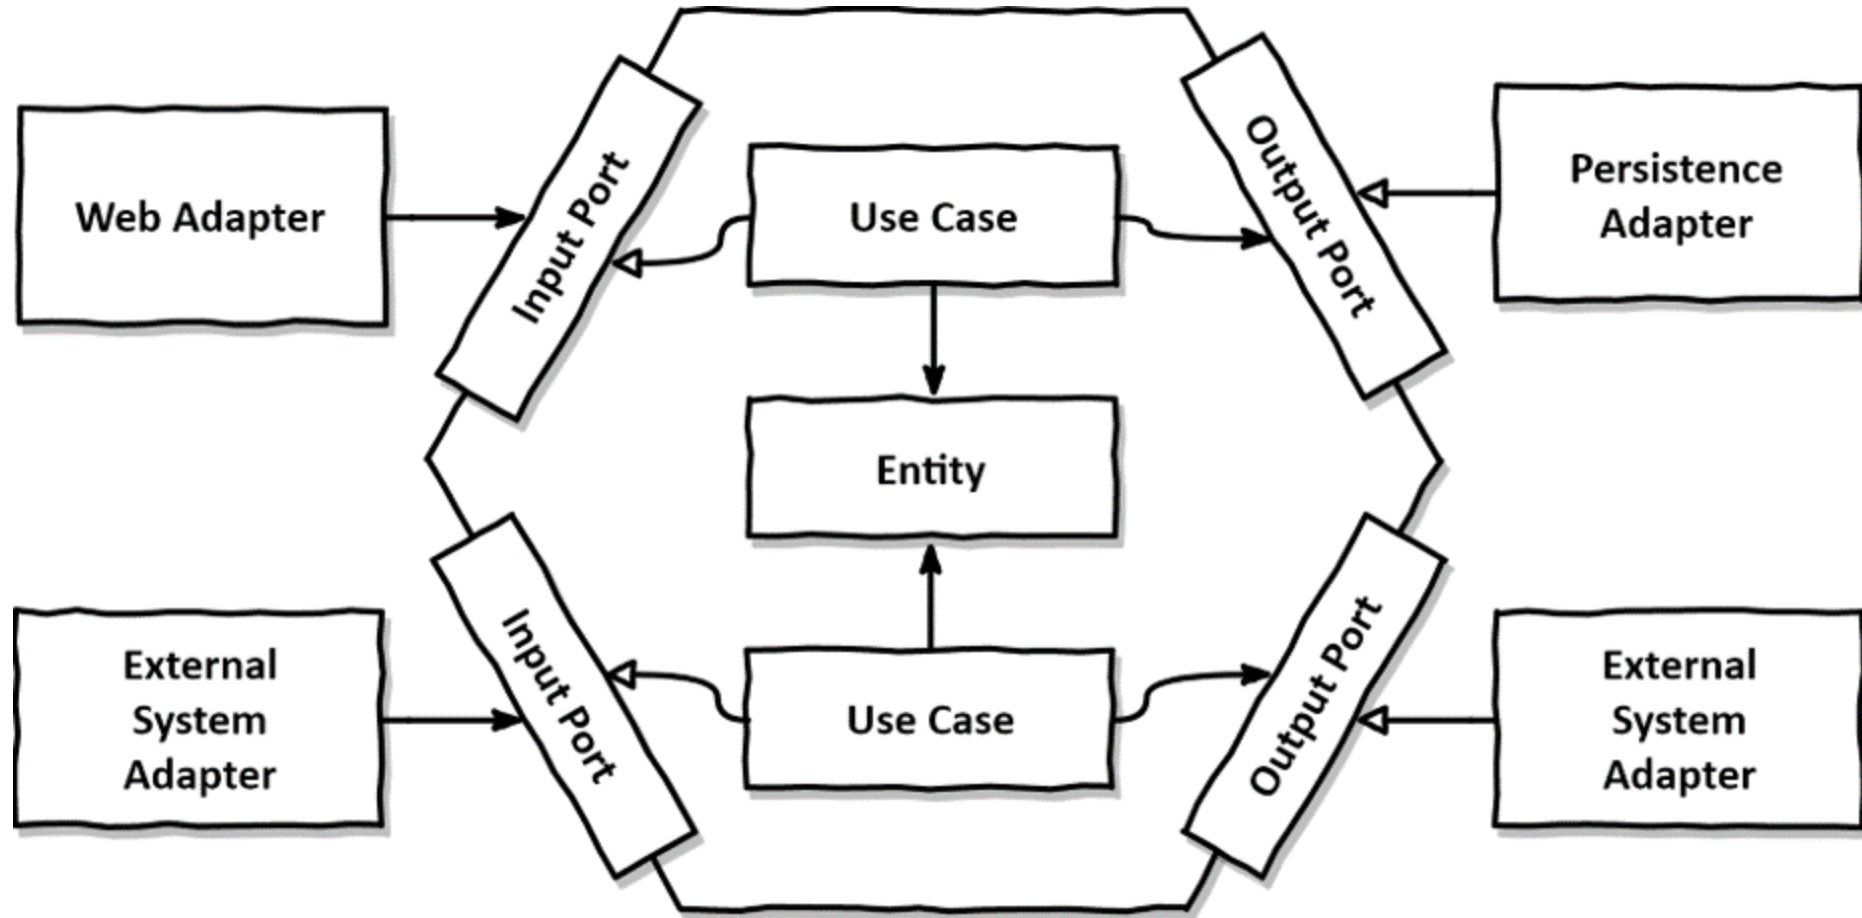 Web Adapter
Input Port
Use Case
Output Port
Persistence
Adapter
Entity
External
System
Adapter
Input Port
Use Case
Output Port
External
System
Adapter